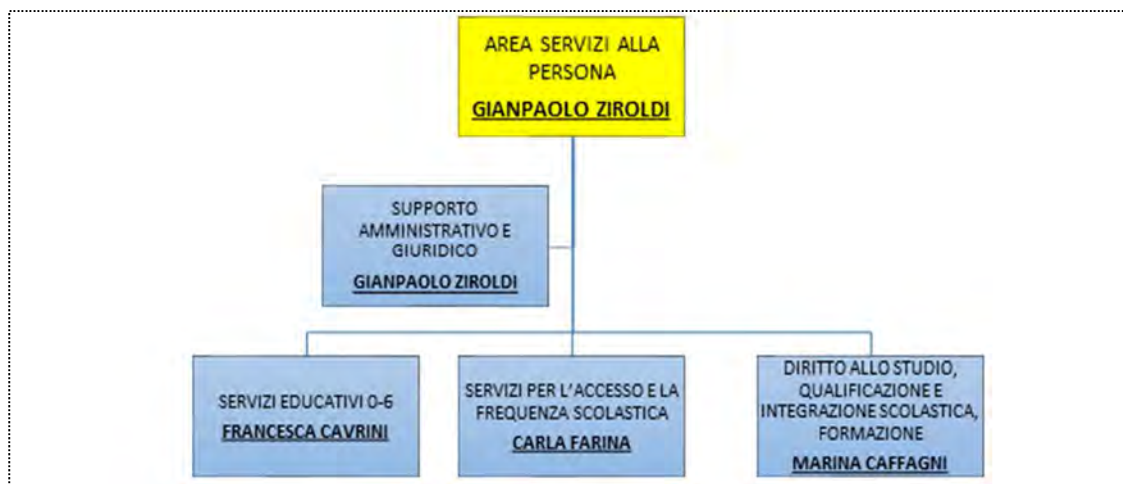 AREA SERVIZI ALLA
PERSONA
GIANPAOLO ZIROLDI
SUPPORTO
AMMINISTRATIVO E
GIURIDICO
GIANPAOLO ZIROLDI
SERVIZI EDUCATIVI 0-6
FRANCESCA CAVRINI
SERVIZI PER L'ACCESSO E LA
FREQUENZA SCOLASTICA
CARLA FARINA
DIRITTO ALLO STUDIO,
QUALIFICAZIONE E
INTEGRAZIONE SCOLASTICA,
FORMAZIONE
MARINA CAFFAGNI